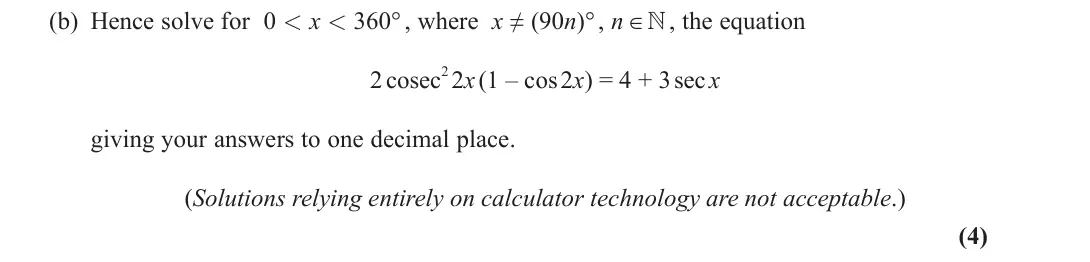 (b) Hence solve for 0 < x < 360°, where x ≠ (90n)°, n ∈ ℕ, the equation
2 cosec² 2x (1 – cos 2x) = 4 + 3 sec x
giving your answers to one decimal place.
(Solutions relying entirely on calculator technology are not acceptable.)
(4)